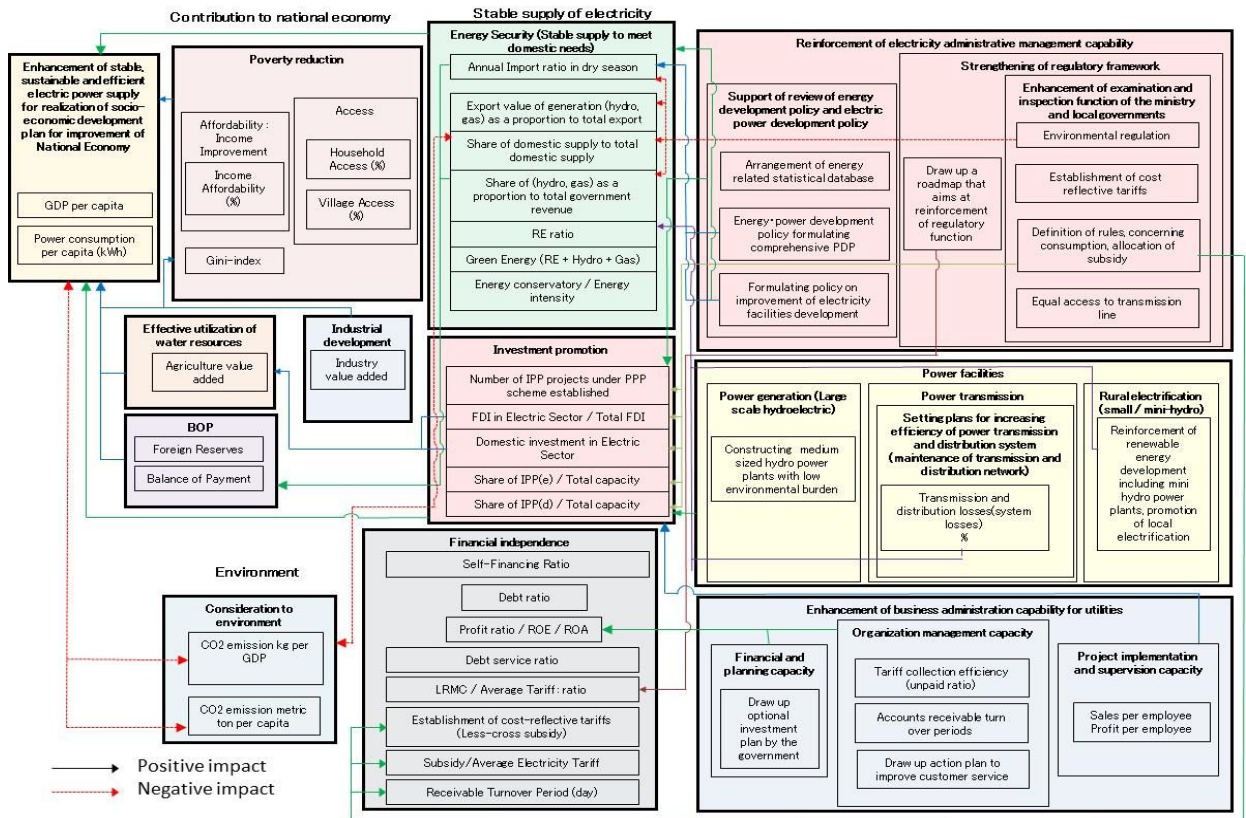 Contribution to national economy
Stable supply of electricity
Enhancement of stable,
sustainable and efficient
electric power supply
for realization of socio-
economic development
plan for improvement of
National Economy
GDP per capita
Power consumption
per capita (kWh)
Poverty reduction
Affordability :
Income
Improvement
Income
Affordability
(%)
Gini-index
Access
Household
Access (%)
Village Access
(%)
Effective utilization of
water resources
Agriculture value
added
Industrial
development
Industry
value added
BOP
Foreign Reserves
Balance of Payment
Environment
Consideration to
environment
CO2 emission kg per
GDP
CO2 emission metric
ton per capita
Positive impact
Negative impact
Energy Security (Stable supply to meet
domestic needs)
Annual Import ratio in dry season
Export value of generation (hydro,
gas) as a proportion to total export
Share of domestic supply to total
domestic supply
Share of (hydro, gas) as a
proportion to total government
revenue
RE ratio
Green Energy (RE + Hydro + Gas)
Energy conservatory / Energy
intensity
Investment promotion
Number of IPP projects under PPP
scheme established
FDI in Electric Sector / Total FDI
Domestic investment in Electric
Sector
Share of IPP(e) / Total capacity
Share of IPP(d) / Total capacity
Financial independence
Self-Financing Ratio
Debt ratio
Profit ratio / ROE / ROA
Debt service ratio
LRMC / Average Tariff: ratio
Establishment of cost-reflective tariffs
(Less-cross subsidy)
Subsidy/Average Electricity Tariff
Receivable Turnover Period (day)
Reinforcement of electricity administrative management capability
Support of review of energy
development policy and electric
power development policy
Arrangement of energy
related statistical database
Energy・power development
policy formulating
comprehensive PDP
Formulating policy on
improvement of electricity
facilities development
Strengthening of regulatory framework
Draw up a
roadmap that
aims at
reinforcement
of regulatory
function
Enhancement of examination and
inspection function of the ministry
and local governments
Environmental regulation
Establishment of cost
reflective tariffs
Definition of rules, concerning
consumption, allocation of
subsidy
Equal access to transmission
line
Power facilities
Power generation (Large
scale hydroelectric)
Constructing medium
sized hydro power
plants with low
environmental burden
Power transmission
Setting plans for increasing
efficiency of power transmission
and distribution system
(maintenance of transmission and
distribution network)
Transmission and
distribution losses(system
losses)
%
Rural electrification
(small / mini-hydro)
Reinforcement of
renewable
energy
development
including mini
hydro power
plants, promotion
of local
electrification
Enhancement of business administration capability for utilities
Financial and
planning capacity
Draw up
optional
investment
plan by the
government
Organization management capacity
Tariff collection efficiency
(unpaid ratio)
Accounts receivable turn
over periods
Draw up action plan to
improve customer service
Project implementation
and supervision capacity
Sales per employee
Profit per employee